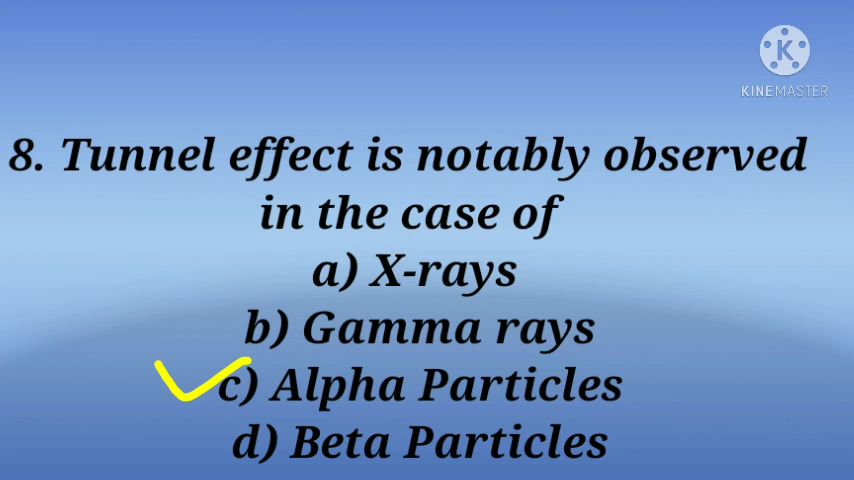 K
KINEMASTER
8. Tunnel effect is notably observed
in the case of
a) X-rays
b) Gamma rays
c) Alpha Particles
d) Beta Particles